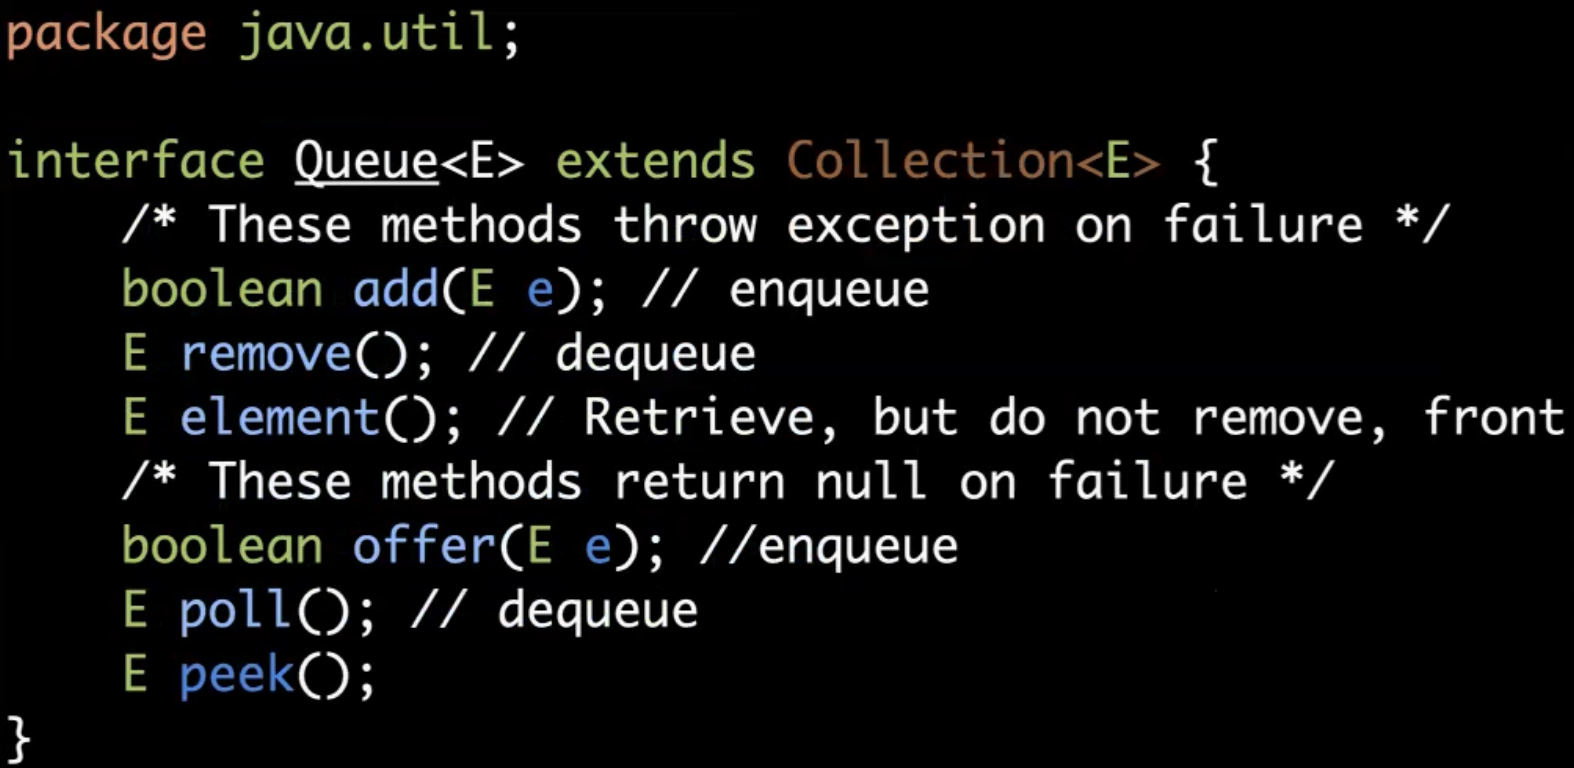 package java.util;
interface Queue<E> extends Collection<E> {
/* These methods throw exception on failure */
boolean add(E e); // enqueue
E remove(); // dequeue
E element(); // Retrieve, but do not remove, front
/* These methods return null on failure */
boolean offer(E e); //enqueue
E poll(); // dequeue
E peek();
}